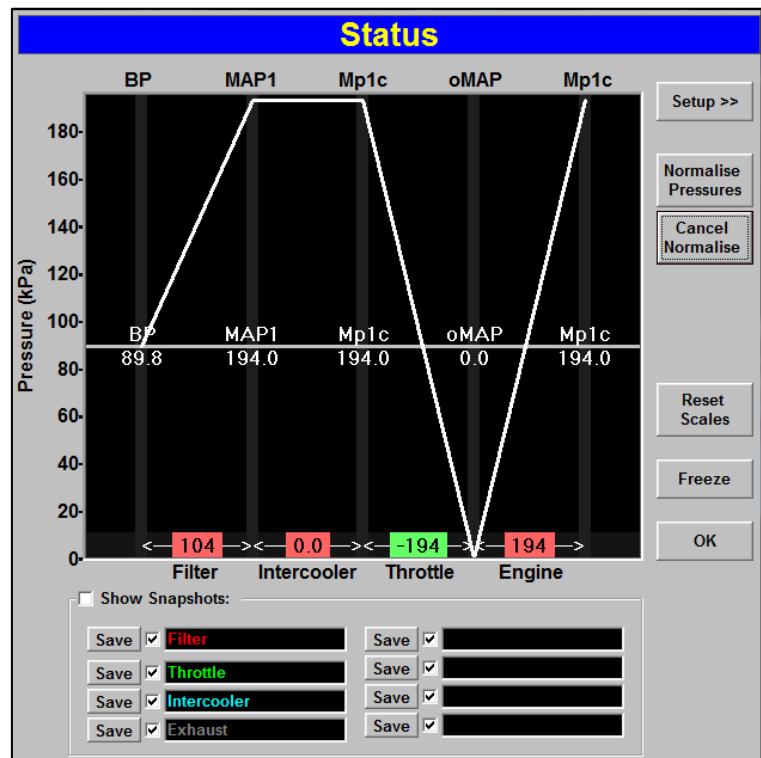 Status
BP MAP1 Mp1c oMAP Mp1c
Setup >>
180
Normalise
Pressures
160
Cancel
Normalise
140
120
Pressure (kPa)
100
BP MAP1 Mp1c oMAP Mp1c
89.8 194.0 194.0 0.0 194.0
80
Reset
Scales
60
40
Freeze
20
104 0.0 -194 194
OK
0
Filter Intercooler Throttle Engine
Show Snapshots:
Save Filter Save
Save Throttle Save
Save Intercooler Save
Save Exhaust Save